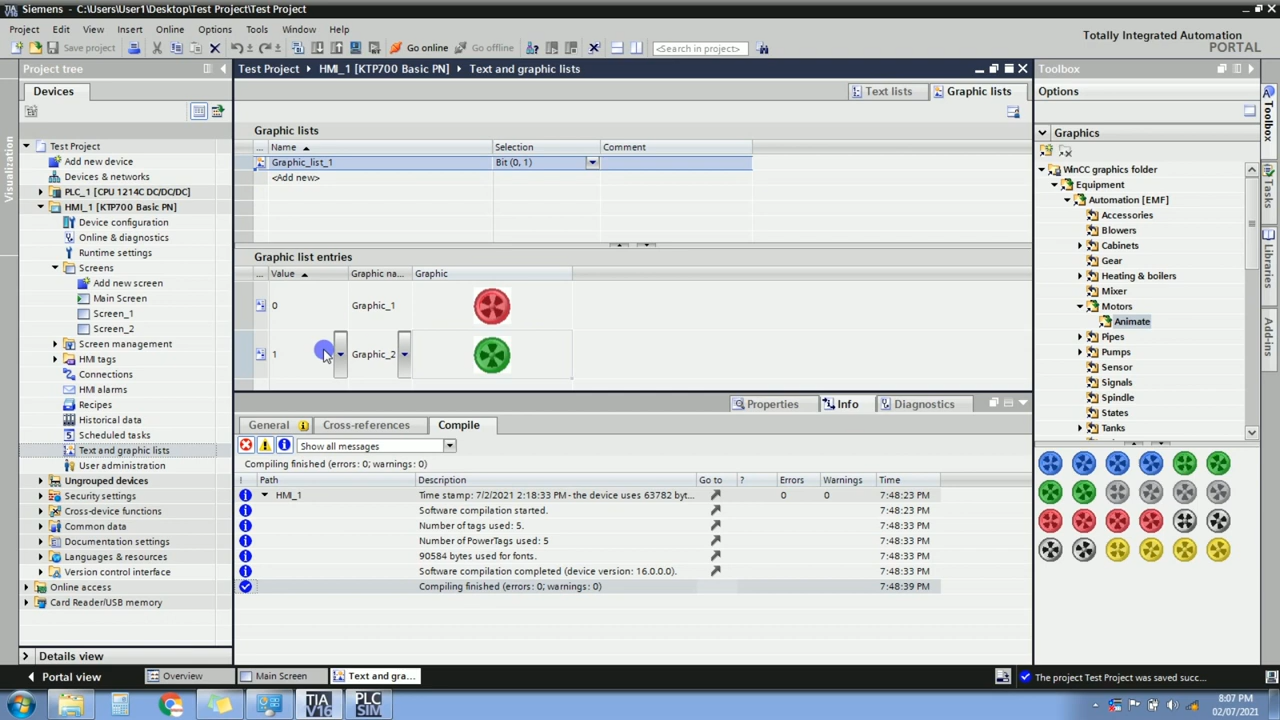 Siemens - C:\Users\User1\Desktop\Test Project\Test Project
Project Edit View Insert Online Options Tools Window Help
Totally Integrated Automation
PORTAL
Save project
Go online
Go offline
<Search in project>
Project tree
Test Project HMI_1 [KTP700 Basic PN] Text and graphic lists
Toolbox
Devices
Text lists
Graphic lists
Options
Graphic lists
Graphics
... Name Selection Comment
Graphic_list_1 Bit (0, 1)
<Add new>
Graphic list entries
... Value Graphic na... Graphic
0 Graphic_1
1 Graphic_2
Test Project
Add new device
Devices & networks
PLC_1 [CPU 1214C DC/DC/DC]
HMI_1 [KTP700 Basic PN]
Device configuration
Online & diagnostics
Runtime settings
Screens
Add new screen
Main Screen
Screen_1
Screen_2
Screen management
HMI tags
Connections
HMI alarms
Recipes
Historical data
Scheduled tasks
Text and graphic lists
User administration
Ungrouped devices
Security settings
Cross-device functions
Common data
Documentation settings
Languages & resources
Version control interface
Online access
Card Reader/USB memory
Details view
WinCC graphics folder
Equipment
Automation [EMF]
Accessories
Blowers
Cabinets
Gear
Heating & boilers
Mixer
Motors
Animate
Pipes
Pumps
Sensor
Signals
Spindle
States
Tanks
Visualization
Toolbox
Tasks
Libraries
Add-ins
Properties
Info
Diagnostics
General
Cross-references
Compile
Show all messages
Compiling finished (errors: 0; warnings: 0)
! Path Description Go to ? Errors Warnings Time
HMI_1 Time stamp: 7/2/2021 2:18:33 PM - the device uses 63782 byt... 0 0 7:48:23 PM
Software compilation started. 7:48:23 PM
Number of tags used: 5. 7:48:33 PM
Number of PowerTags used: 5 7:48:33 PM
90584 bytes used for fonts. 7:48:33 PM
Software compilation completed (device version: 16.0.0.0). 7:48:33 PM
Compiling finished (errors: 0; warnings: 0) 7:48:39 PM
Portal view
Overview
Main Screen
Text and gra...
The project Test Project was saved succ...
TIA
V16
PLC
SIM
8:07 PM
02/07/2021